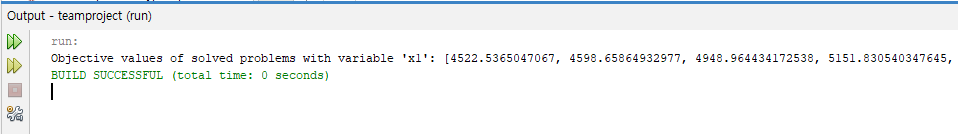 Output - teamproject (run)
run:
Objective values of solved problems with variable 'x1': [4522.5365047067, 4598.65864932977, 4948.964434172538, 5151.830540347645,
BUILD SUCCESSFUL (total time: 0 seconds)